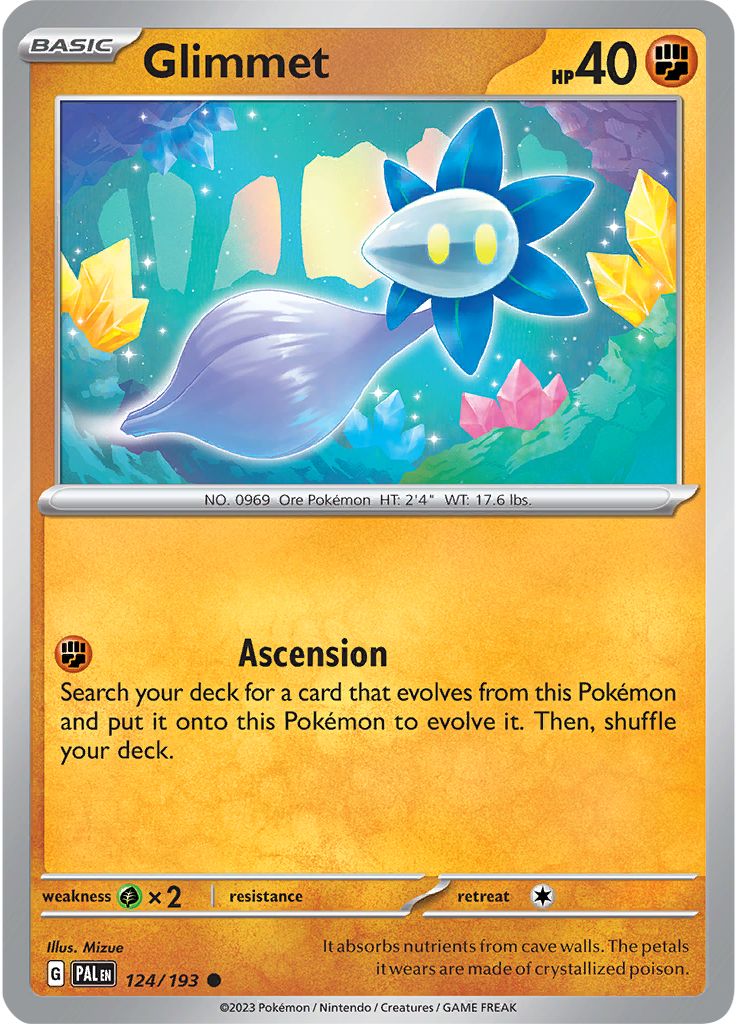 BASIC Glimmet HP40
NO. 0969 Ore Pokémon HT: 2'4" WT: 17.6 lbs.
Ascension
Search your deck for a card that evolves from this Pokémon
and put it onto this Pokémon to evolve it. Then, shuffle
your deck.
weakness ×2 resistance retreat
Illus. Mizue
It absorbs nutrients from cave walls. The petals
it wears are made of crystallized poison.
G PAL EN 124/193
©2023 Pokémon / Nintendo / Creatures / GAME FREAK